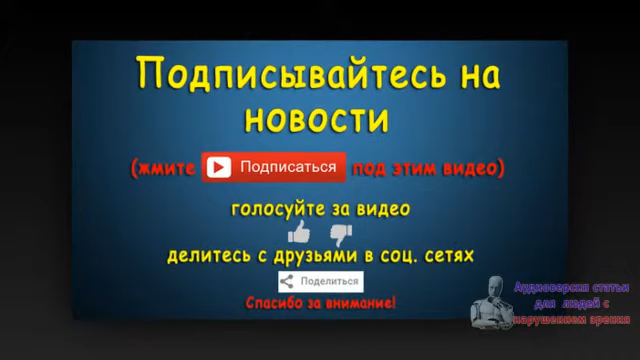 Подписывайтесь на
новости
(жмите Подписаться под этим видео)
голосуйте за видео
делитесь с друзьями в соц. сетях
Поделиться
Спасибо за внимание!
Аудиоверсия статьи
для людей с
нарушением зрения